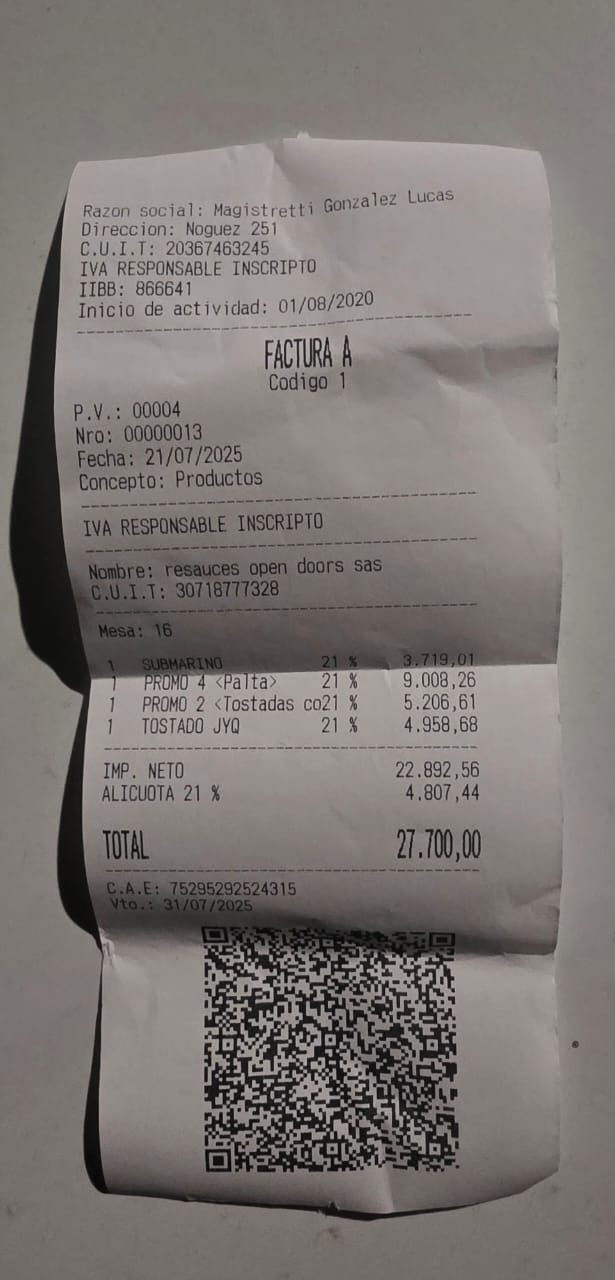 Razon social: Magistretti Gonzalez Lucas
Direccion: Noguez 251
C.U.I.T: 20367463245
IVA RESPONSABLE INSCRIPTO
IIBB: 866641
Inicio de actividad: 01/08/2020
FACTURA A
Codigo 1
P.V.: 00004
Nro: 00000013
Fecha: 21/07/2025
Concepto: Productos
IVA RESPONSABLE INSCRIPTO
Nombre: resauces open doors sas
C.U.I.T: 30718777328
Mesa: 16
1 SUBMARINO 21 % 3.719,01
1 PROMO 4 <Palta> 21 % 9.008,26
1 PROMO 2 <Tostadas co21 % 5.206,61
1 TOSTADO JYQ 21 % 4.958,68
IMP. NETO 22.892,56
ALICUOTA 21 % 4.807,44
TOTAL 27.700,00
C.A.E: 75295292524315
Vto.: 31/07/2025